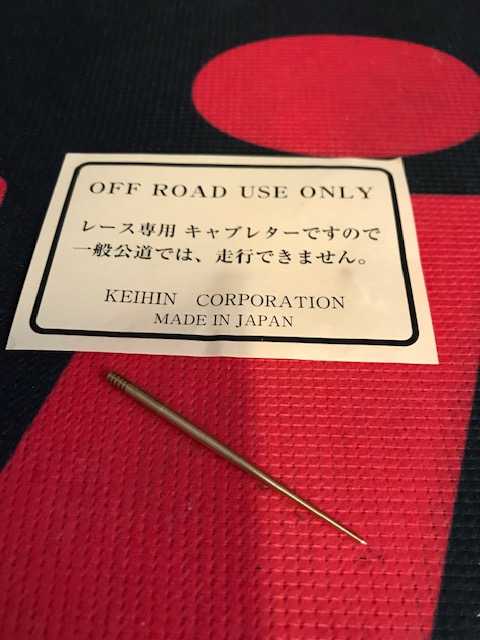 OFF ROAD USE ONLY
レース専用 キャブレターですので
一般公道では、走行できません。
KEIHIN CORPORATION
MADE IN JAPAN